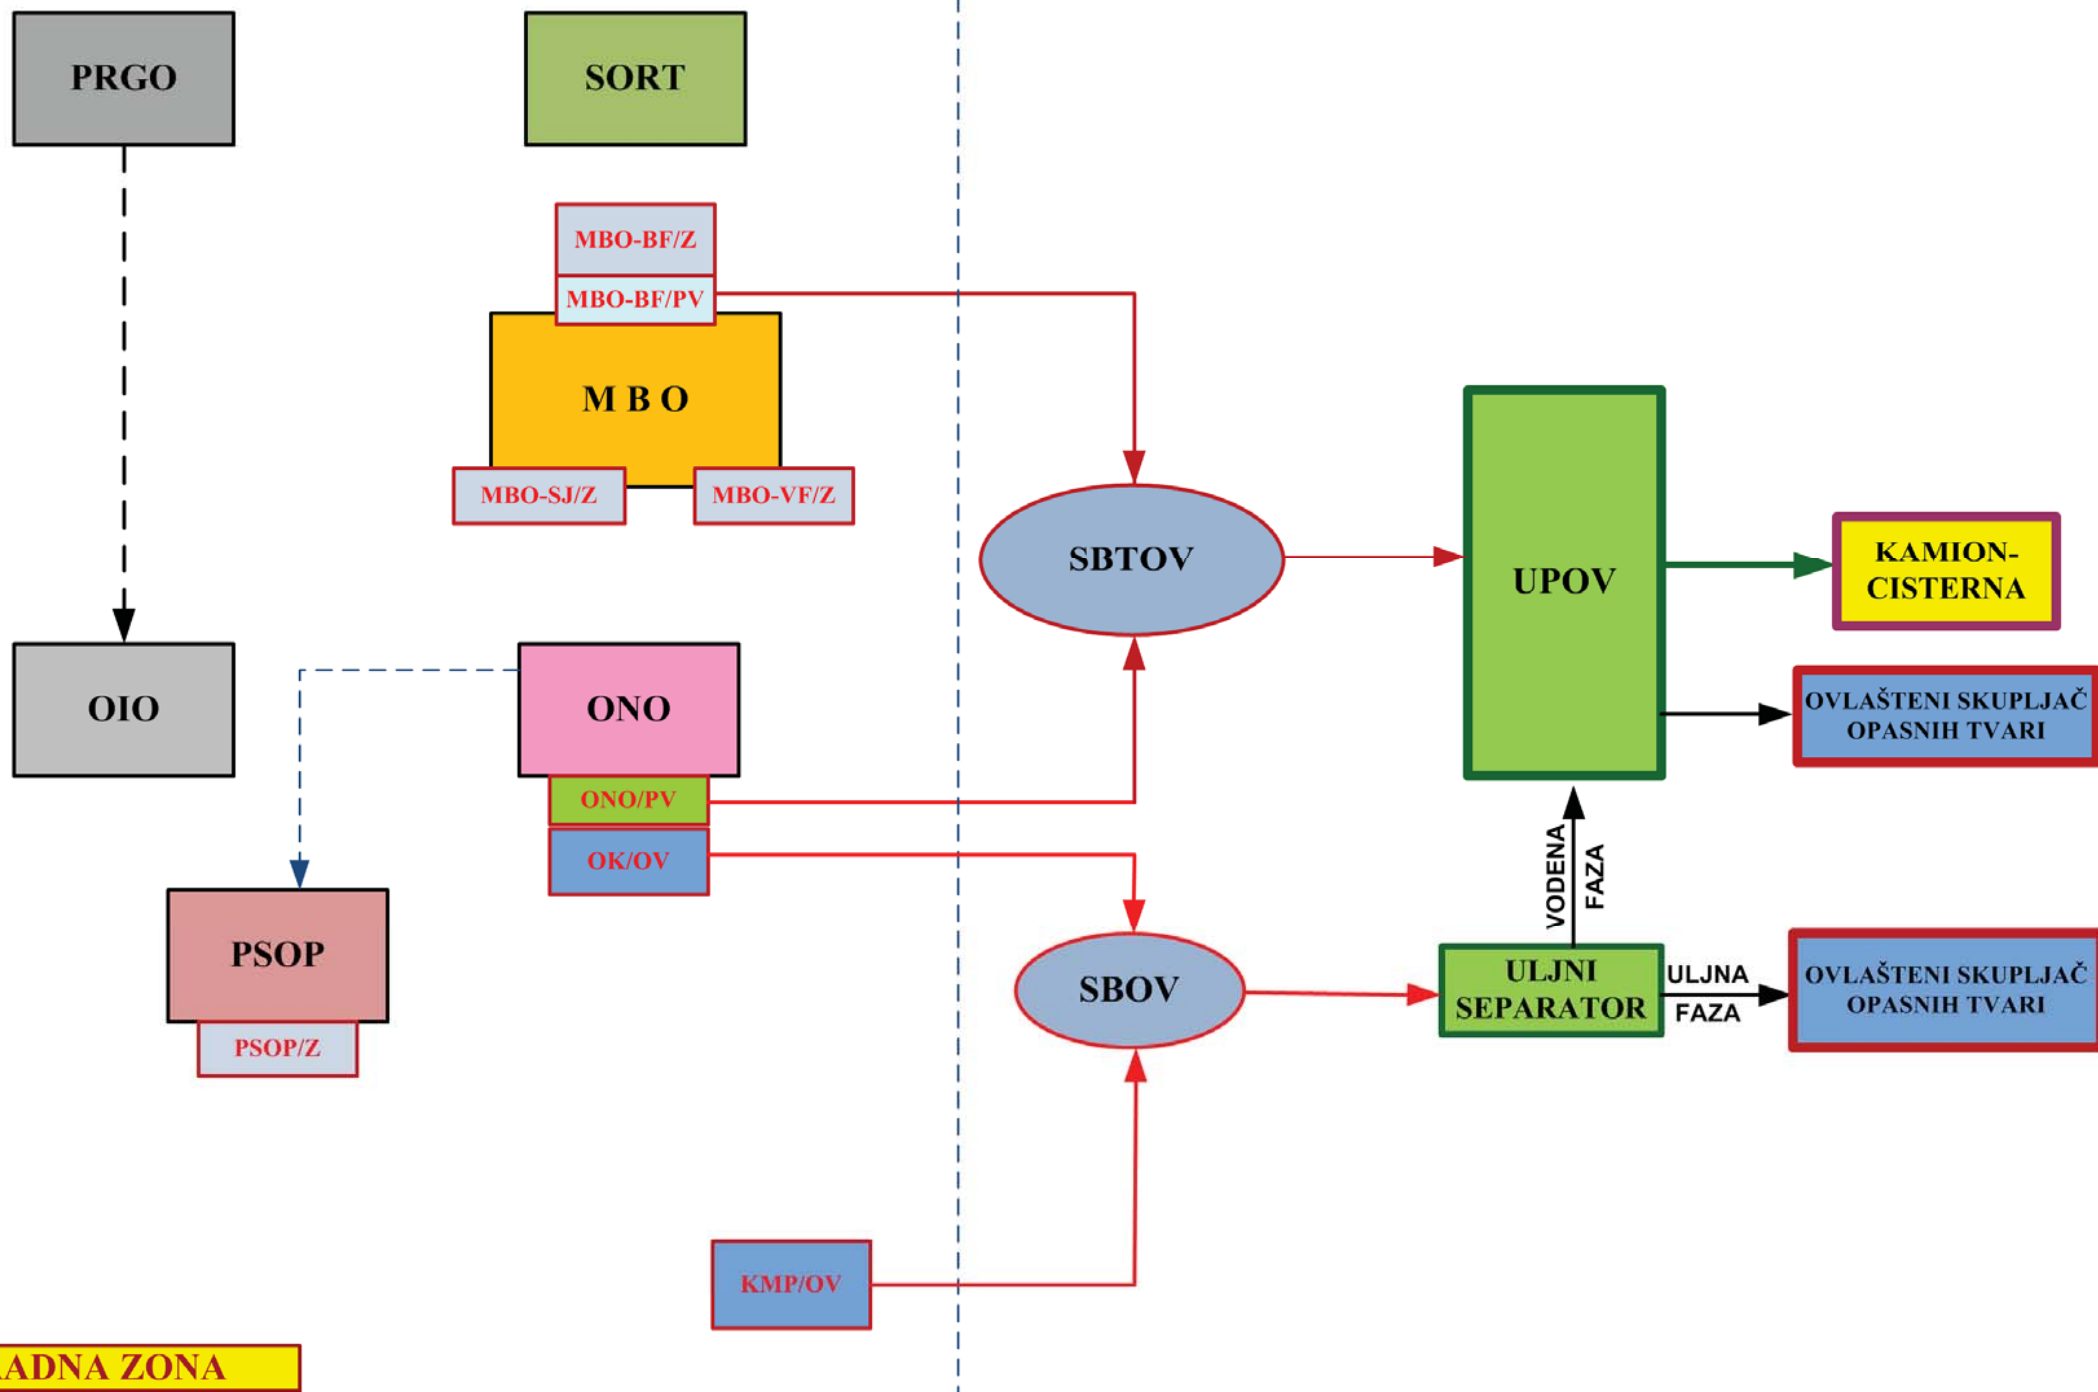 PRGO
SORT
MBO-BF/Z
MBO-BF/PV
M B O
MBO-SJ/Z
MBO-VF/Z
SBTOV
UPOV
KAMION-
CISTERNA
OIO
ONO
OVLAŠTENI SKUPLJAČ
OPASNIH TVARI
ONO/PV
OK/OV
VODENA
FAZA
PSOP
PSOP/Z
SBOV
ULJNI
SEPARATOR
ULJNA
FAZA
OVLAŠTENI SKUPLJAČ
OPASNIH TVARI
KMP/OV
ADNA ZONA